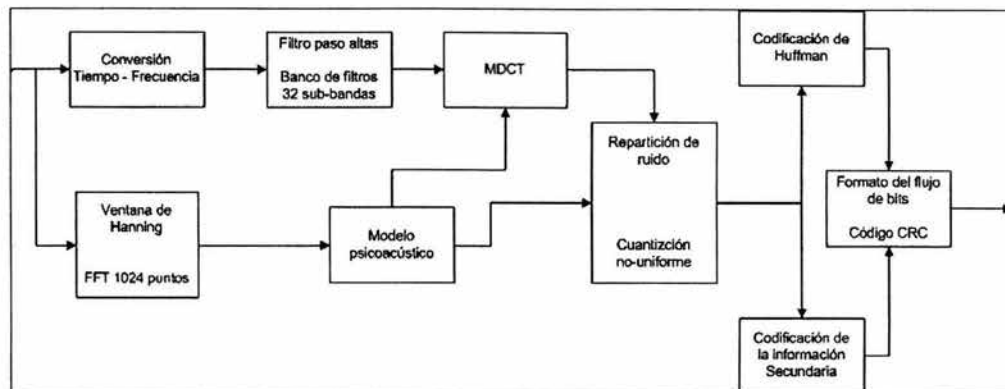 Conversión
Tiempo - Frecuencia
Filtro paso altas
Banco de filtros
32 sub-bandas
MDCT
Codificación de
Huffman
Repartición de
ruido
Cuantizción
no-uniforme
Formato del flujo
de bits
Código CRC
Ventana de
Hanning
FFT 1024 puntos
Modelo
psicoacústico
Codificación de
la información
Secundaria